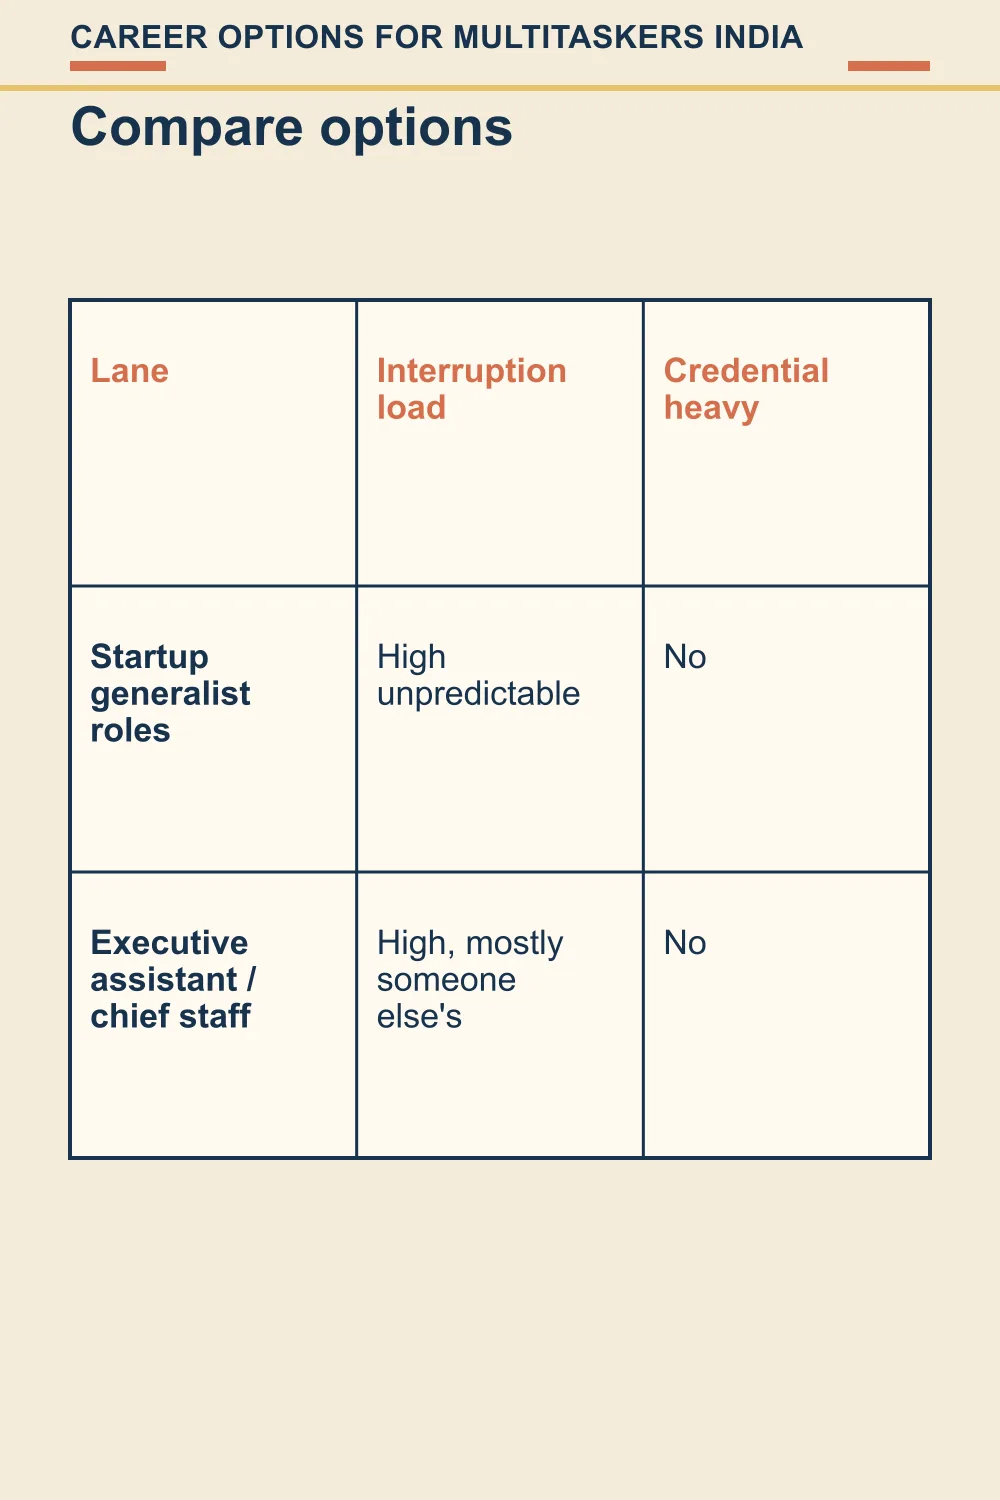 CAREER OPTIONS FOR MULTITASKERS INDIA
Compare options
Lane
Interruption
load
Credential
heavy
Startup
generalist
roles
High
unpredictable
No
Executive
assistant /
chief staff
High, mostly
someone
else's
No